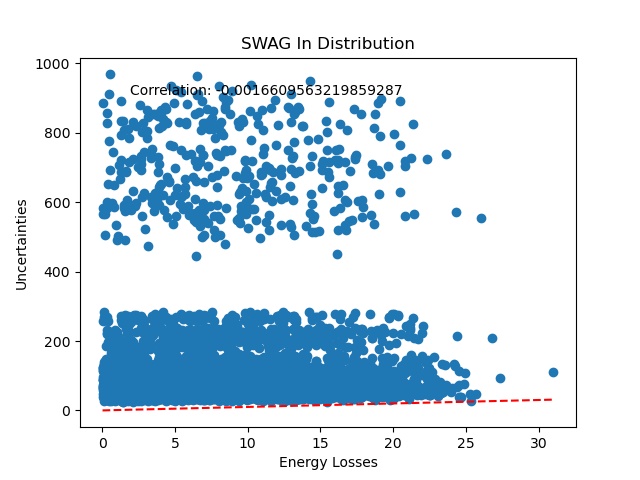 SWAG In Distribution
1000
Correlation: -0.0016609563219859287
800
600
400
200
0
Uncertainties
0 5 10 15 20 25 30
Energy Losses